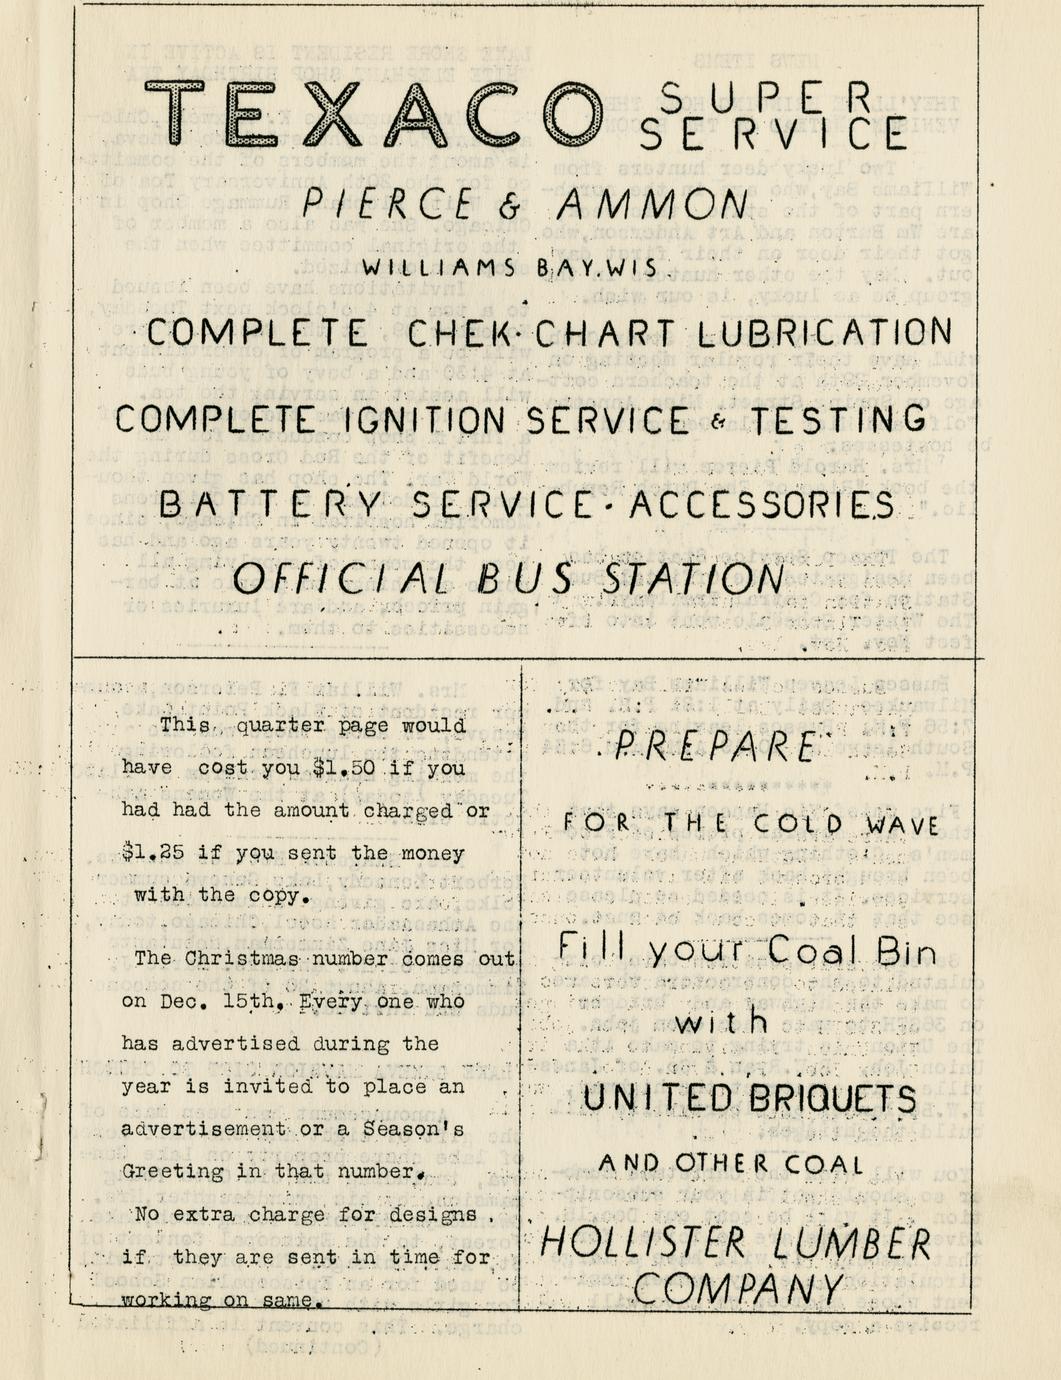 TEXACO SUPER SERVICE
PIERCE & AMMON
WILLIAMS BAY.WIS.
COMPLETE CHEK-CHART LUBRICATION
COMPLETE IGNITION SERVICE & TESTING
BATTERY SERVICE - ACCESSORIES
OFFICIAL BUS STATION
This quarter page would
have cost you $1.50 if you
had had the amount charged or
$1.25 if you sent the money
with the copy.
The Christmas number comes out
on Dec. 15th. Every one who
has advertised during the
year is invited to place an
advertisement or a Season's
Greeting in that number.
No extra charge for designs
if they are sent in time for
working on same.
PREPARE
FOR THE COLD WAVE
Fill your Coal Bin
with
UNITED BRIQUETS
AND OTHER COAL
HOLLISTER LUMBER
COMPANY